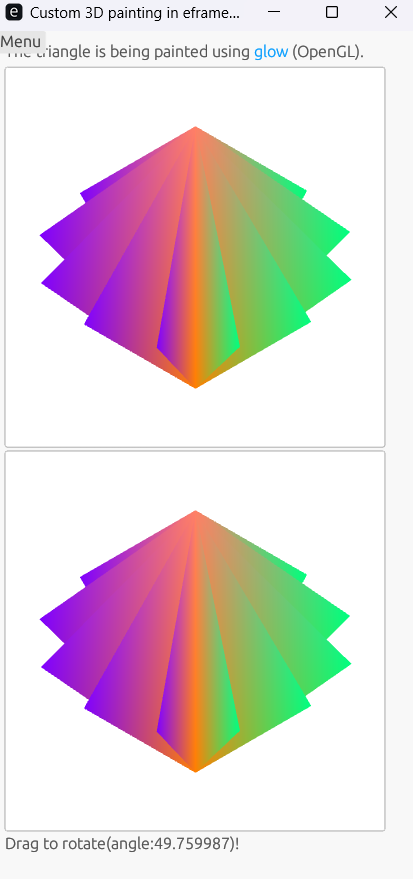 e Custom 3D painting in eframe...
Menu
The triangle is being painted using glow (OpenGL).
Drag to rotate(angle:49.759987)!